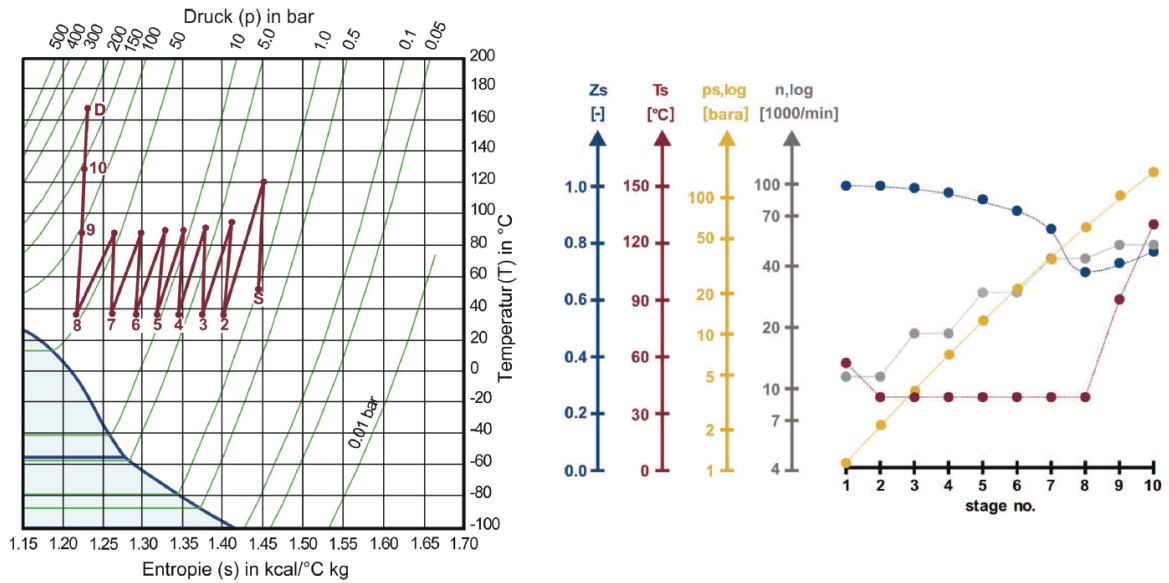 Druck (p) in bar
500 400 300 200 150 100 50 10 5.0 1.0 0.5 0.1 0.05
200
180
160
140
120
100
80
60
40
20
0
-20
-40
-60
-80
-100
Temperatur (T) in °C
D
10
9
S
8 7 6 5 4 3 2
0.01 bar
1.15 1.20 1.25 1.30 1.35 1.40 1.45 1.50 1.55 1.60 1.65 1.70
Entropie (s) in kcal/°C kg
Zs Ts ps,log n,log
[-] [°C] [bara] [1000/min]
1.0 150 100 100
70
0.8 120 50
40
0.6 90 20
20
0.4 60 10
5 10
0.2 30 7
2
0.0 0 1 4
1 2 3 4 5 6 7 8 9 10
stage no.